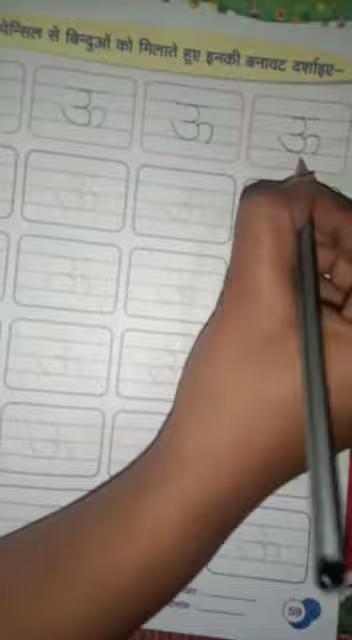 पेन्सिल से बिन्दुओं को मिलाते हुए इनकी बनावट दर्शाइए–
ऊ ऊ ऊ
59